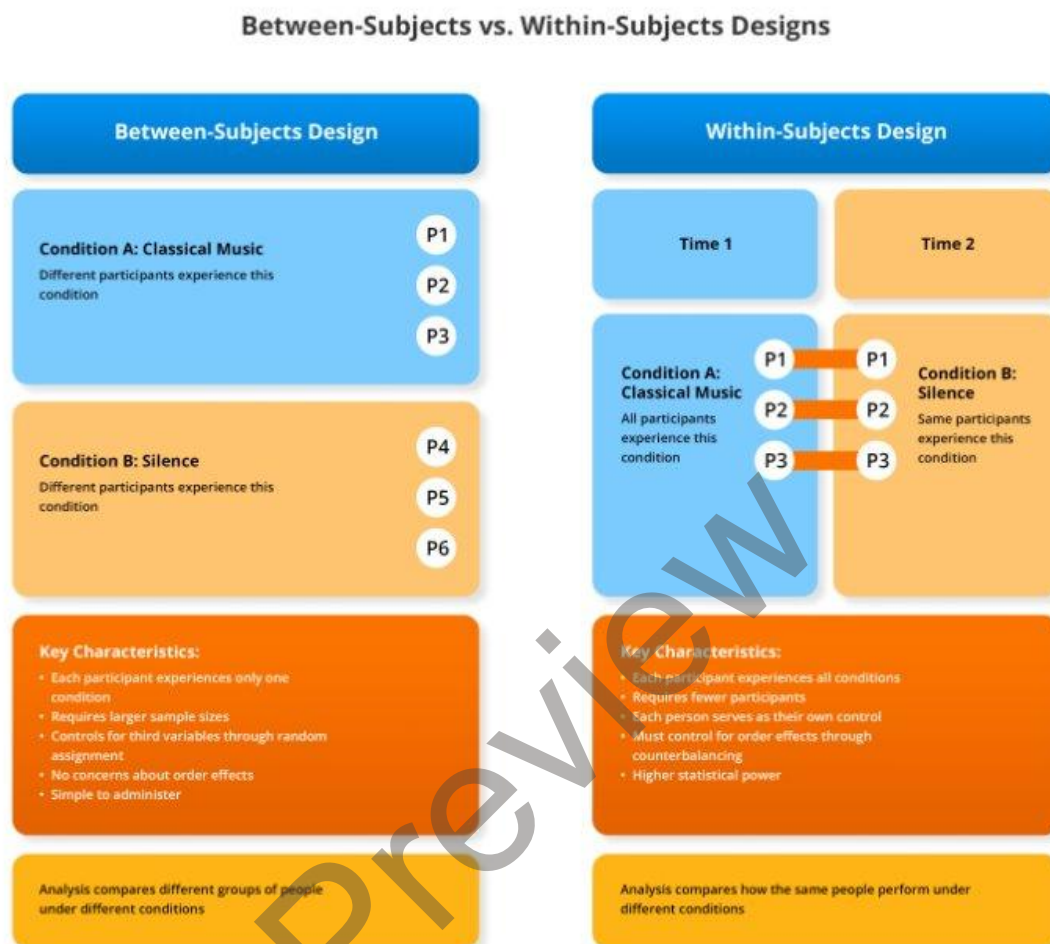 Between-Subjects vs. Within-Subjects Designs
Between-Subjects Design
Condition A: Classical Music
Different participants experience this
condition
P1
P2
P3
Condition B: Silence
Different participants experience this
condition
P4
P5
P6
Key Characteristics:
• Each participant experiences only one
condition
• Requires larger sample sizes
• Controls for third variables through random
assignment
• No concerns about order effects
• Simple to administer
Analysis compares different groups of people
under different conditions
Within-Subjects Design
Time 1
Time 2
Condition A:
Classical Music
All participants
experience this
condition
P1
P2
P3
P1
P2
P3
Condition B:
Silence
Same participants
experience this
condition
Key Characteristics:
• Each participant experiences all conditions
• Requires fewer participants
• Each person serves as their own control
• Must control for order effects through
counterbalancing
• Higher statistical power
Analysis compares how the same people perform under
different conditions
Preview